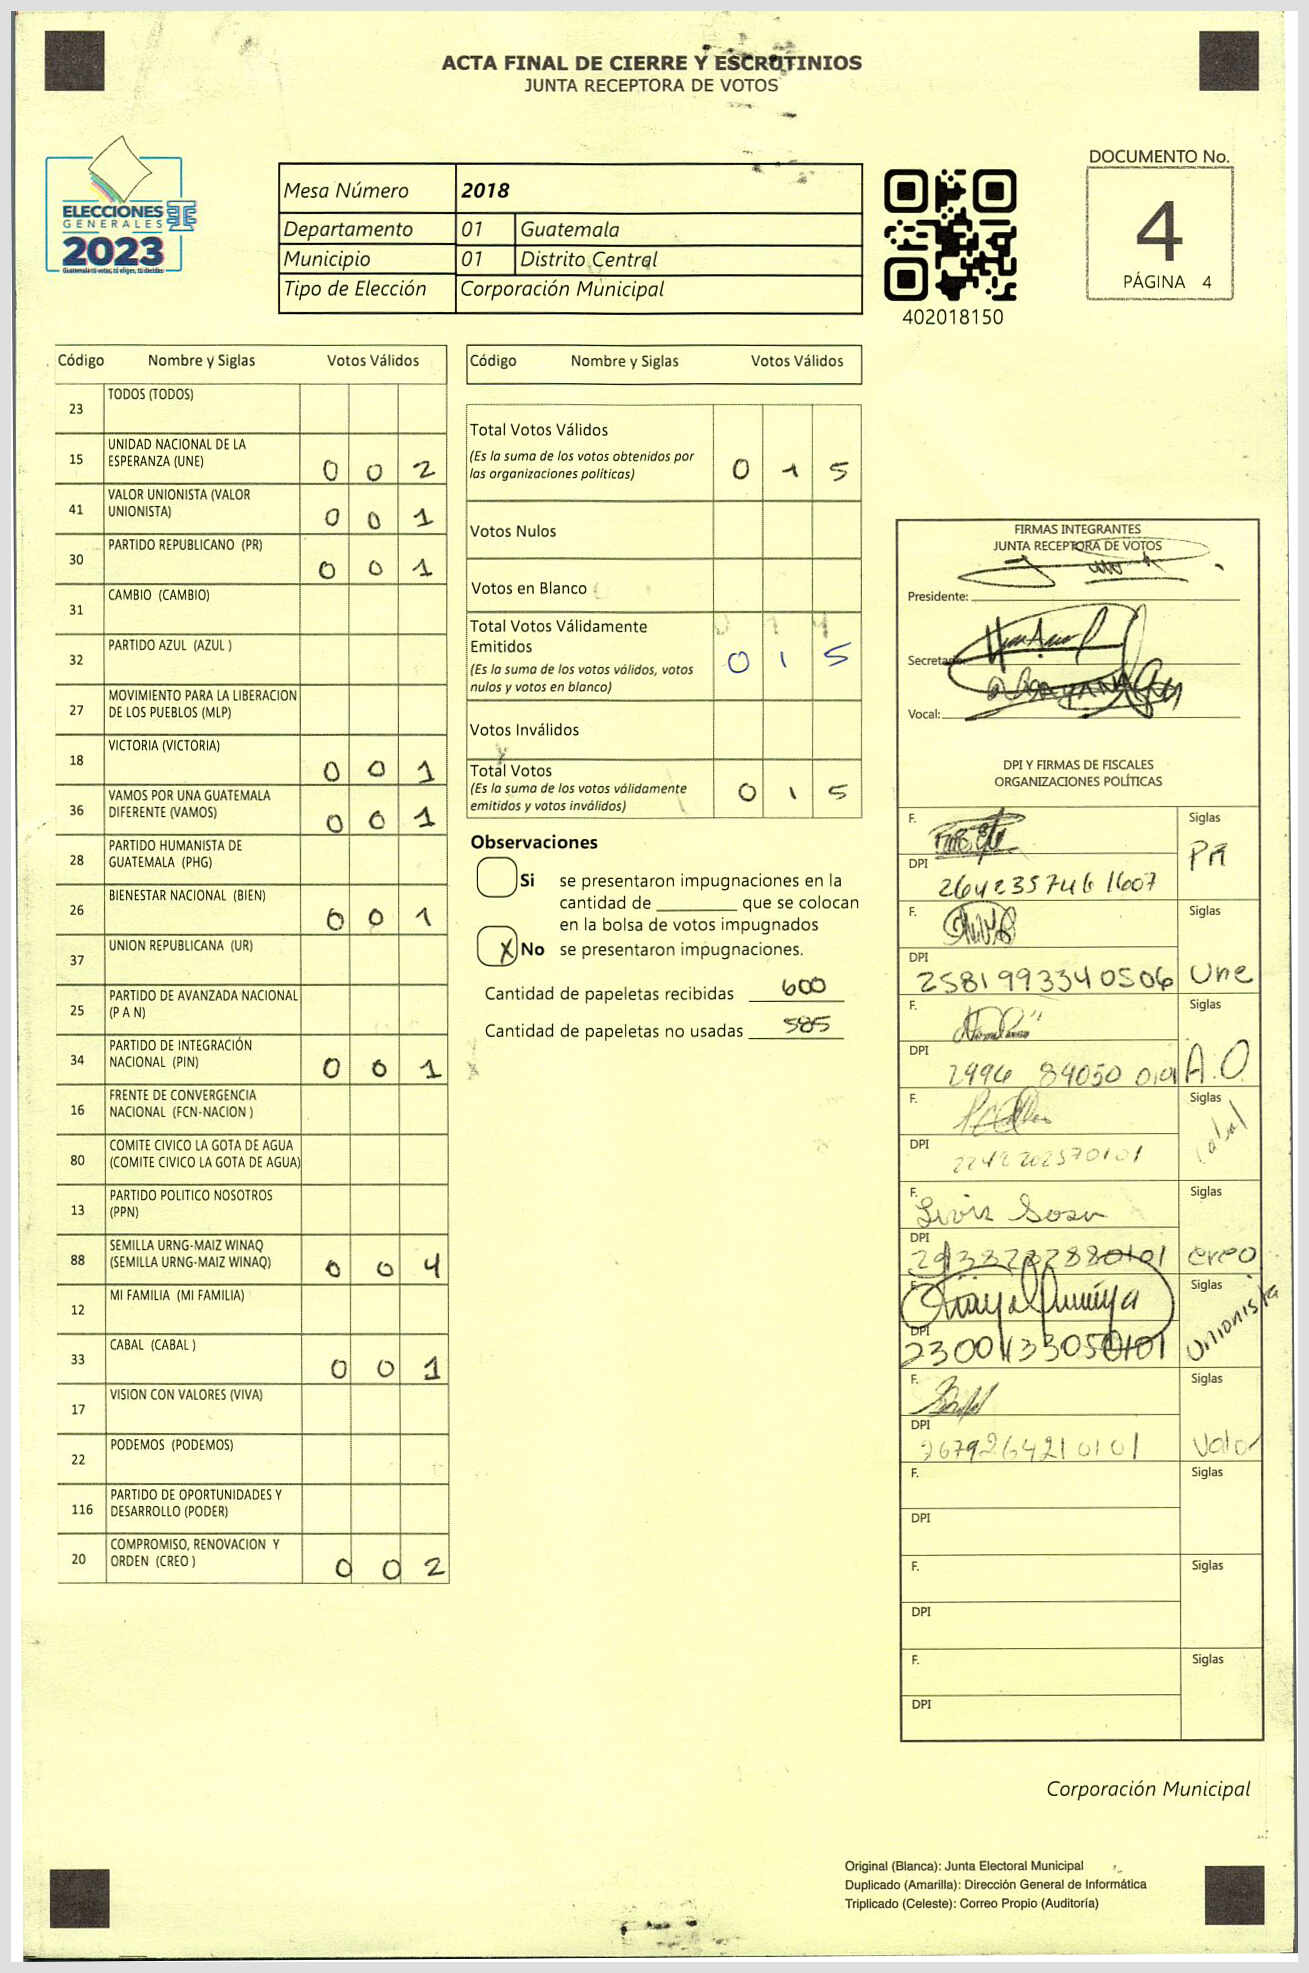 ACTA FINAL DE CIERRE Y ESCRUTINIOS
JUNTA RECEPTORA DE VOTOS
ELECCIONES
GENERALES
2023
Guatemala tú votas, tú eliges, tú decides
Mesa Número 2018
Departamento 01 Guatemala
Municipio 01 Distrito Central
Tipo de Elección Corporación Municipal
402018150
DOCUMENTO No.
4
PÁGINA 4
Código Nombre y Siglas Votos Válidos
23 TODOS (TODOS)
15 UNIDAD NACIONAL DE LA
ESPERANZA (UNE) 0 0 2
41 VALOR UNIONISTA (VALOR
UNIONISTA) 0 0 1
30 PARTIDO REPUBLICANO (PR) 0 0 1
31 CAMBIO (CAMBIO)
32 PARTIDO AZUL (AZUL )
27 MOVIMIENTO PARA LA LIBERACION
DE LOS PUEBLOS (MLP)
18 VICTORIA (VICTORIA) 0 0 1
36 VAMOS POR UNA GUATEMALA
DIFERENTE (VAMOS) 0 0 1
28 PARTIDO HUMANISTA DE
GUATEMALA (PHG)
26 BIENESTAR NACIONAL (BIEN) 0 0 1
37 UNION REPUBLICANA (UR)
25 PARTIDO DE AVANZADA NACIONAL
(P A N)
34 PARTIDO DE INTEGRACIÓN
NACIONAL (PIN) 0 0 1
16 FRENTE DE CONVERGENCIA
NACIONAL (FCN-NACION )
80 COMITE CIVICO LA GOTA DE AGUA
(COMITE CIVICO LA GOTA DE AGUA)
13 PARTIDO POLITICO NOSOTROS
(PPN)
88 SEMILLA URNG-MAIZ WINAQ
(SEMILLA URNG-MAIZ WINAQ) 0 0 4
12 MI FAMILIA (MI FAMILIA)
33 CABAL (CABAL ) 0 0 1
17 VISION CON VALORES (VIVA)
22 PODEMOS (PODEMOS)
116 PARTIDO DE OPORTUNIDADES Y
DESARROLLO (PODER)
20 COMPROMISO, RENOVACION Y
ORDEN (CREO ) 0 0 2
Código Nombre y Siglas Votos Válidos
Total Votos Válidos
(Es la suma de los votos obtenidos por
las organizaciones políticas) 0 1 5
Votos Nulos
Votos en Blanco
Total Votos Válidamente
Emitidos 0 1 5
(Es la suma de los votos válidos, votos
nulos y votos en blanco)
Votos Inválidos
Total Votos
(Es la suma de los votos válidamente
emitidos y votos inválidos) 0 1 5
Observaciones
Si se presentaron impugnaciones en la
cantidad de ________ que se colocan
en la bolsa de votos impugnados
X No se presentaron impugnaciones.
Cantidad de papeletas recibidas 600
Cantidad de papeletas no usadas 585
FIRMAS INTEGRANTES
JUNTA RECEPTORA DE VOTOS
Presidente:
Secretario:
Vocal:
DPI Y FIRMAS DE FISCALES
ORGANIZACIONES POLÍTICAS
F. Siglas
PR
DPI
2642357461607
F. Siglas
DPI
2581993340506 Une
F. Siglas
DPI
A.O.
F. Siglas
Cabal
DPI
2242202570101
F. Siglas
Sosa
DPI
2938282880101 creo
F. Siglas
Unionista
DPI
F. Siglas
DPI
2679264210101 Valor
F. Siglas
DPI
F. Siglas
DPI
F. Siglas
DPI
Corporación Municipal
Original (Blanca): Junta Electoral Municipal
Duplicado (Amarilla): Dirección General de Informática
Triplicado (Celeste): Correo Propio (Auditoría)